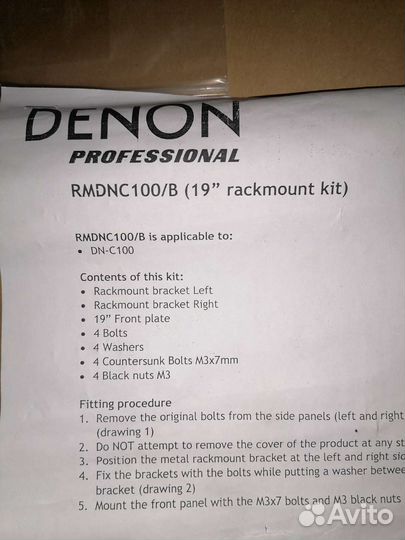 DENON
PROFESSIONAL
RMDNC100/B (19” rackmount kit)
RMDNC100/B is applicable to:
• DN-C100
Contents of this kit:
• Rackmount bracket Left
• Rackmount bracket Right
• 19” Front plate
• 4 Bolts
• 4 Washers
• 4 Countersunk Bolts M3x7mm
• 4 Black nuts M3
Fitting procedure
1. Remove the original bolts from the side panels (left and right
(drawing 1)
2. Do NOT attempt to remove the cover of the product at any st
3. Position the metal rackmount bracket at the left and right sid
4. Fix the brackets with the bolts while putting a washer betwe
bracket (drawing 2)
5. Mount the front panel with the M3x7 bolts and M3 black nuts
Avito